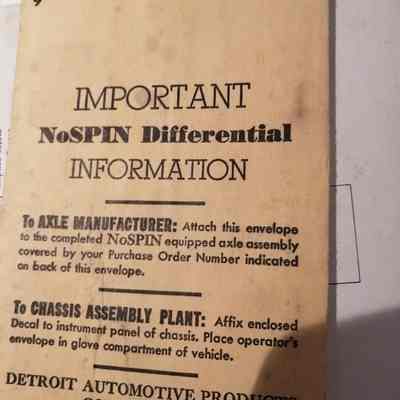 IMPORTANT
NoSPIN Differential
INFORMATION
To AXLE MANUFACTURER: Attach this envelope
to the completed NoSPIN equipped axle assembly
covered by your Purchase Order Number indicated
on back of this envelope.
To CHASSIS ASSEMBLY PLANT: Affix enclosed
Decal to instrument panel of chassis. Place operator's
envelope in glove compartment of vehicle.
DETROIT AUTOMOTIVE PRODUCTS